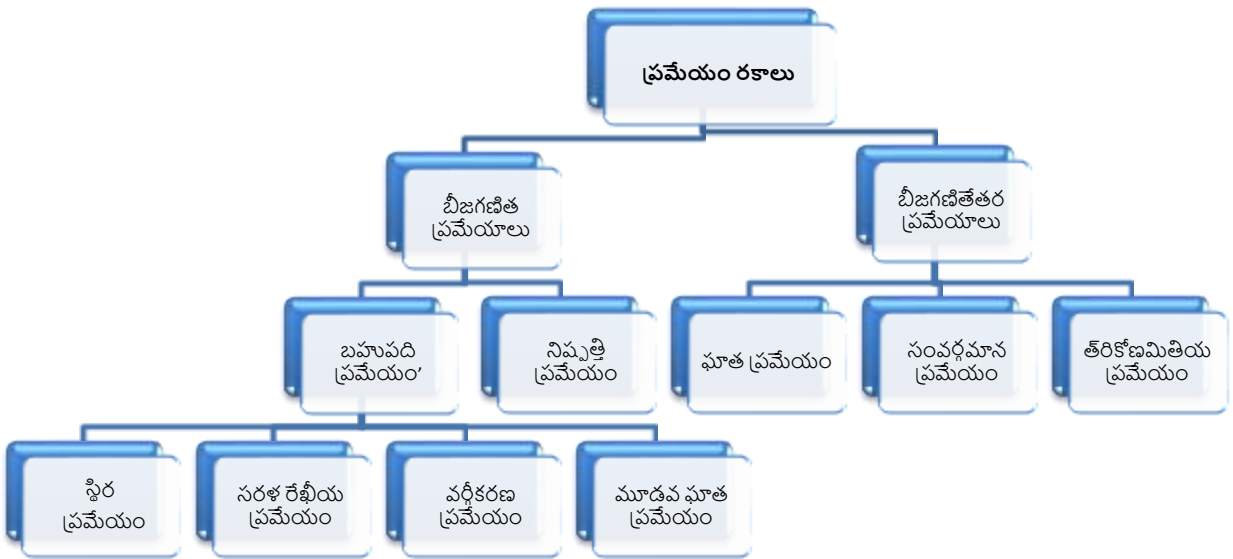 ప్రమేయం రకాలు
బీజగణిత
ప్రమేయాలు
బీజగణితేతర
ప్రమేయాలు
బహుపది
ప్రమేయం’
నిష్పత్తి
ప్రమేయం
ఘాత ప్రమేయం
సంవర్గమాన
ప్రమేయం
త్‌రికోణమితియ
ప్రమేయం
స్థిర
ప్రమేయం
సరళ రేఖీయ
ప్రమేయం
వర్గీకరణ
ప్రమేయం
మూడవ ఘాత
ప్రమేయం